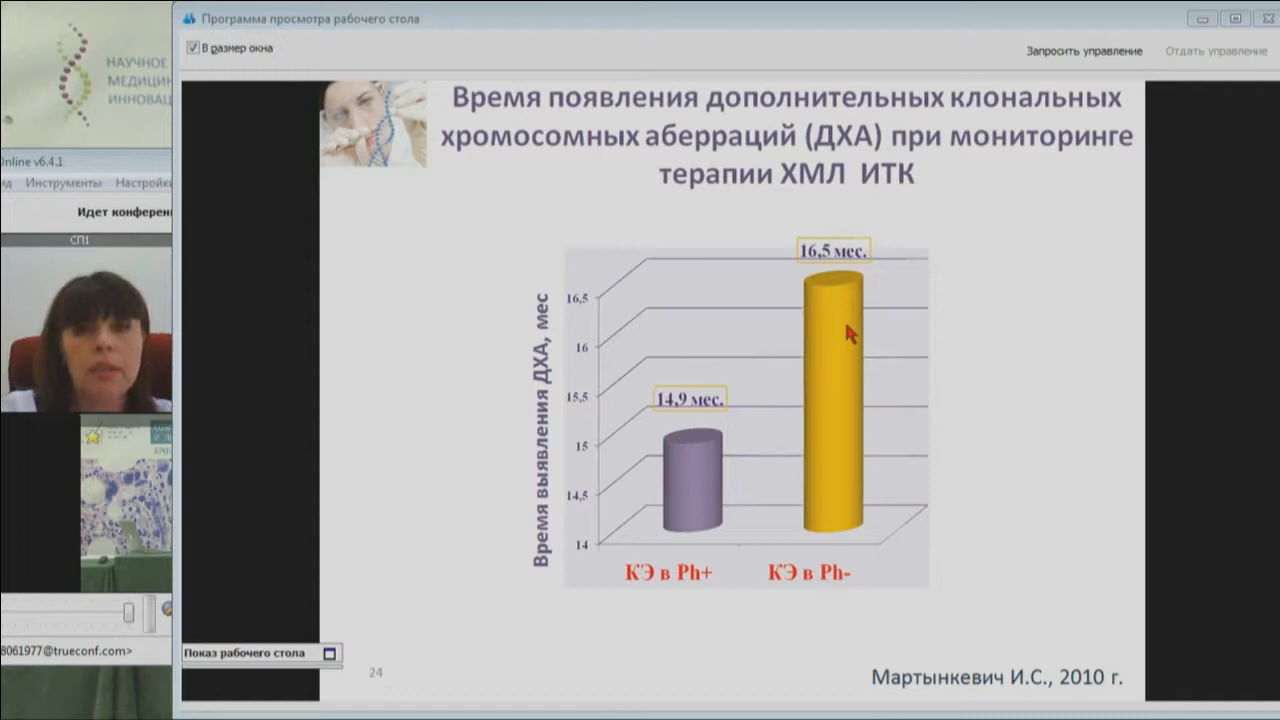 НАУЧНОЕ
МЕДИЦИН
ИННОВАЦ
Online v6.4.1
Инструменты Настройки
Идет конферен
СП1
8061977@trueconf.com>
Программа просмотра рабочего стола
В размер окна
Запросить управление Отдать управление
Время появления дополнительных клональных
хромосомных аберраций (ДХА) при мониторинге
терапии ХМЛ ИТК
Время выявления ДХА, мес
16,5
16
15,5
15
14,5
14
14,9 мес.
16,5 мес.
КЭ в Ph+ КЭ в Ph-
Показ рабочего стола
24
Мартынкевич И.С., 2010 г.